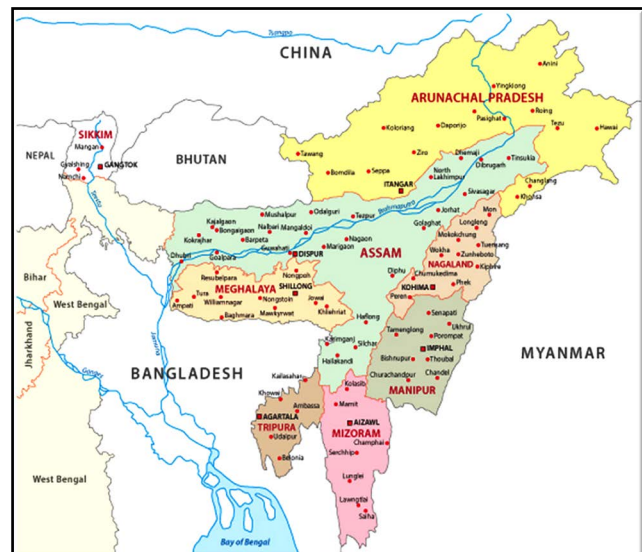 Tsangpo
CHINA
Anini
Yingkiong
ARUNACHAL PRADESH
Pasighat
Roing
Tezu
Hawai
Daporijo
Koloriang
SIKKIM
Mangan
Gyalshing
GANGTOK
Namchi
NEPAL
BHUTAN
Tawang
Ziro
Bomdila
Seppa
ITANGAR
North
Lakhimpur
Dhemaji
Dibrugarh
Tinsukia
Changlang
Khonsa
Sivasagar
Teesta
Brahmaputra
Mushalpur
Odalguri
Tezpur
Jorhat
Golaghat
Mon
Longleng
Mokokchung
Tuensang
Kajalgaon
Bongaigaon
Nalbari
Mangaldoi
Kokrajhar
Barpeta
Guwahati
Marigaon
Nagaon
DISPUR
ASSAM
Wokha
Zunheboto
NAGALAND
Kiphire
Dhubri
Goalpara
Diphu
Chumukedima
KOHIMA
Phek
Peren
Bihar
West Bengal
Resubelpara
Nongpoh
MEGHALAYA
SHILLONG
Tura
Williamnagar
Nongstoin
Jowai
Ampati
Baghmara
Mawkyrwat
Khliehriat
Haflong
Senapati
Ukhrul
Tamenglong
Porompat
IMPHAL
Bishnupur
Thoubal
Churachandpur
Chandel
MANIPUR
MYANMAR
Jharkhand
Ganges
Jamuna
BANGLADESH
Karimganj
Silchar
Hailakandi
Kailasahar
Kolasib
Khowai
Ambassa
AGARTALA
TRIPURA
Udaipur
Belonia
Mamit
AIZAWL
MIZORAM
Champhai
Serchhip
Lunglei
Lawngtlai
Saiha
West Bengal
Bay of Bengal